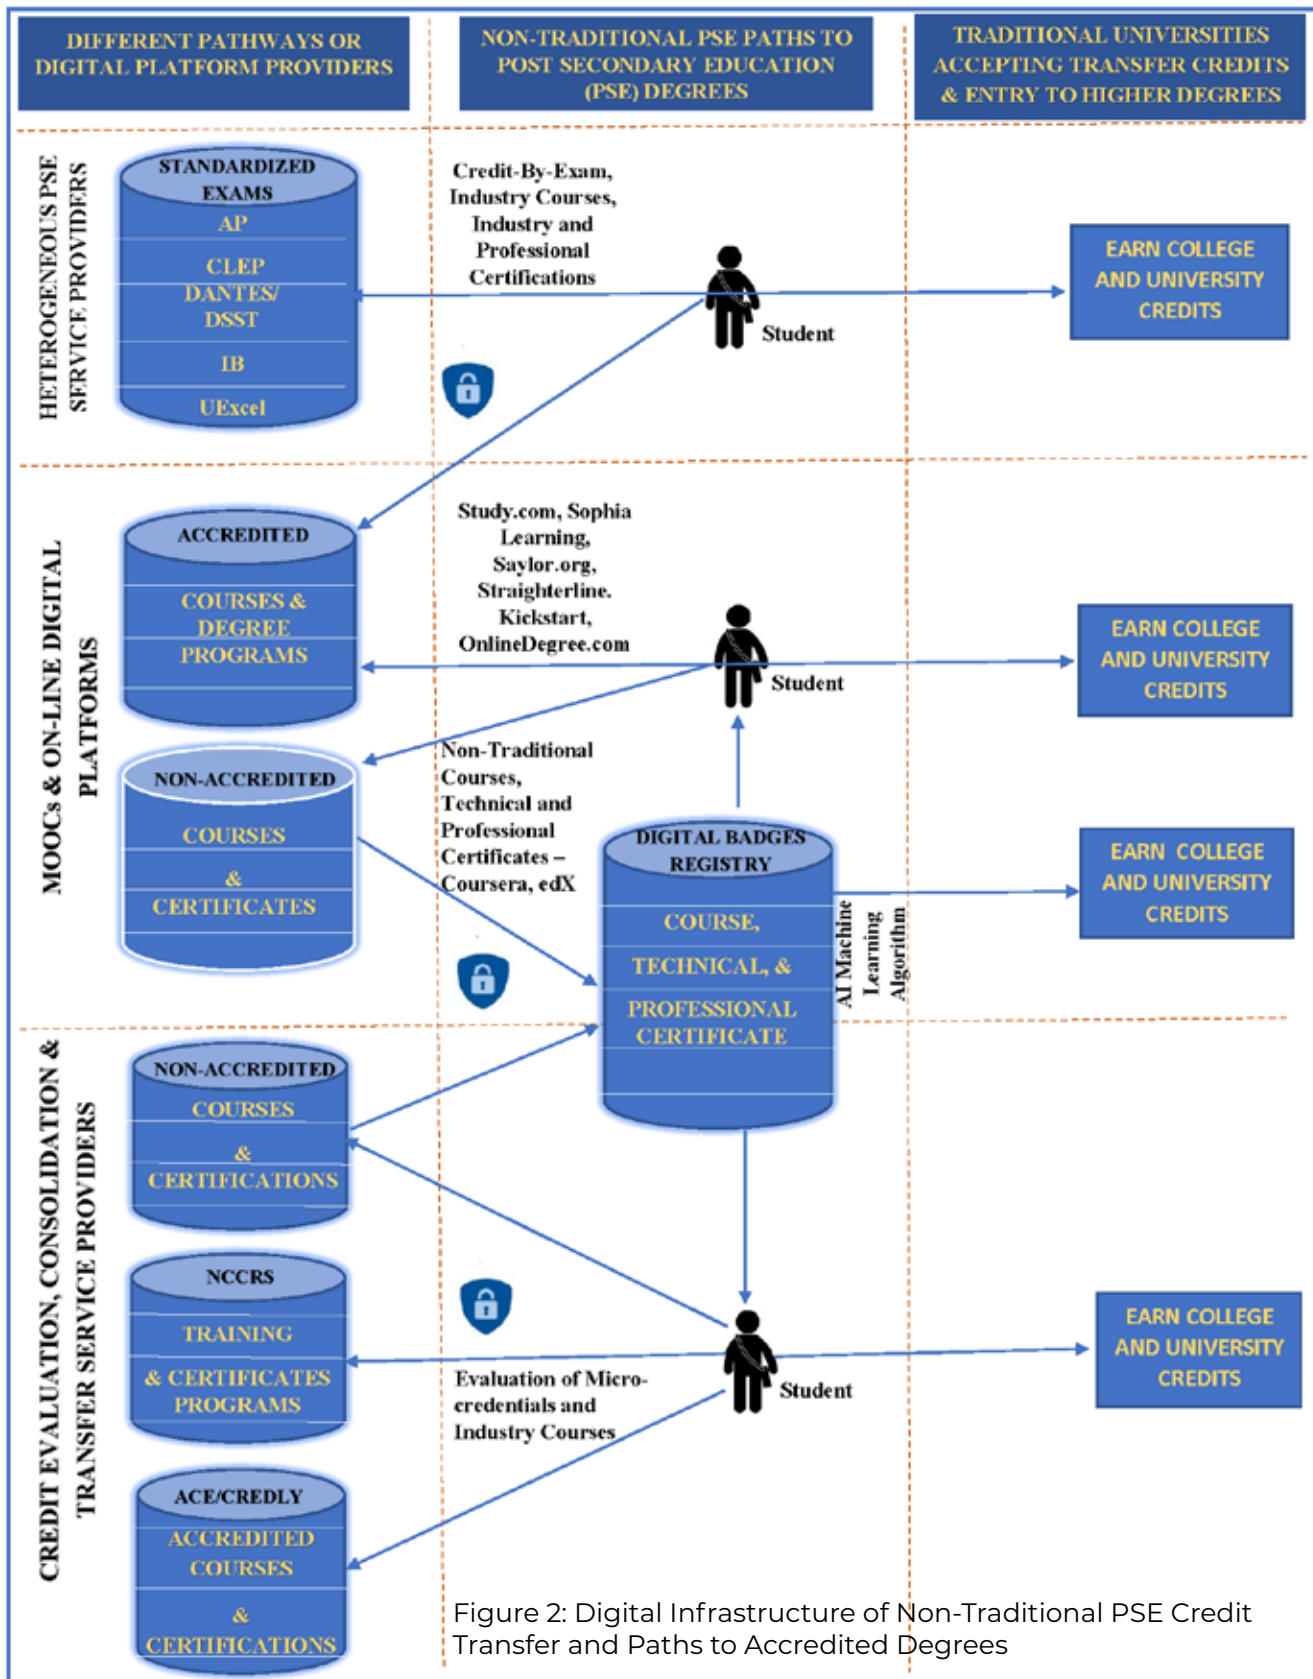 DIFFERENT PATHWAYS OR
DIGITAL PLATFORM PROVIDERS
NON-TRADITIONAL PSE PATHS TO
POST SECONDARY EDUCATION
(PSE) DEGREES
TRADITIONAL UNIVERSITIES
ACCEPTING TRANSFER CREDITS
& ENTRY TO HIGHER DEGREES
HETEROGENEOUS PSE
SERVICE PROVIDERS
STANDARDIZED
EXAMS
AP
CLEP
DANTES/
DSST
IB
UExcel
Credit-By-Exam,
Industry Courses,
Industry and
Professional
Certifications
Student
EARN COLLEGE
AND UNIVERSITY
CREDITS
MOOCs & ON-LINE DIGITAL
PLATFORMS
ACCREDITED
COURSES &
DEGREE
PROGRAMS
Study.com, Sophia
Learning,
Saylor.org,
Straighterline.
Kickstart,
OnlineDegree.com
Student
EARN COLLEGE
AND UNIVERSITY
CREDITS
NON-ACCREDITED
COURSES
&
CERTIFICATES
Non-Traditional
Courses,
Technical and
Professional
Certificates –
Coursera, edX
DIGITAL BADGES
REGISTRY
COURSE,
TECHNICAL, &
PROFESSIONAL
CERTIFICATE
AI Machine
Learning
Algorithm
EARN COLLEGE
AND UNIVERSITY
CREDITS
CREDIT EVALUATION, CONSOLIDATION &
TRANSFER SERVICE PROVIDERS
NON-ACCREDITED
COURSES
&
CERTIFICATIONS
NCCRS
TRAINING
& CERTIFICATES
PROGRAMS
Evaluation of Micro-
credentials and
Industry Courses
Student
EARN COLLEGE
AND UNIVERSITY
CREDITS
ACE/CREDLY
ACCREDITED
COURSES
&
CERTIFICATIONS
Figure 2: Digital Infrastructure of Non-Traditional PSE Credit
Transfer and Paths to Accredited Degrees